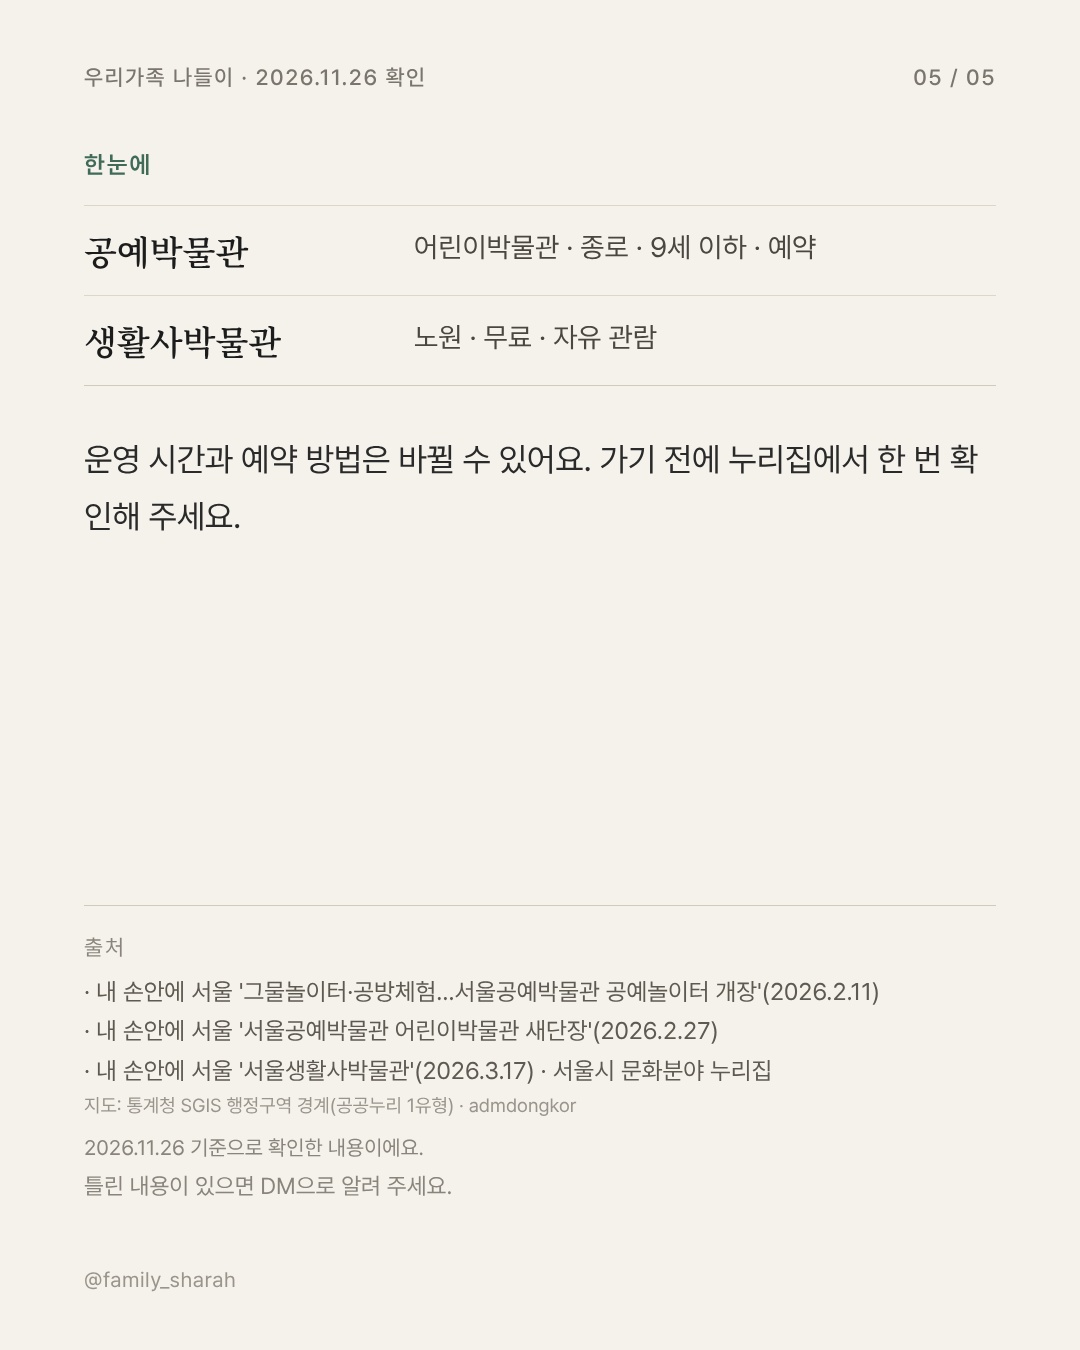 우리가족 나들이 · 2026.11.26 확인
05 / 05
한눈에
공예박물관
어린이박물관 · 종로 · 9세 이하 · 예약
생활사박물관
노원 · 무료 · 자유 관람
운영 시간과 예약 방법은 바뀔 수 있어요. 가기 전에 누리집에서 한 번 확
인해 주세요.
출처
· 내 손안에 서울 '그물놀이터·공방체험…서울공예박물관 공예놀이터 개장'(2026.2.11)
· 내 손안에 서울 '서울공예박물관 어린이박물관 새단장'(2026.2.27)
· 내 손안에 서울 '서울생활사박물관'(2026.3.17) · 서울시 문화분야 누리집
지도: 통계청 SGIS 행정구역 경계(공공누리 1유형) · admdongkor
2026.11.26 기준으로 확인한 내용이에요.
틀린 내용이 있으면 DM으로 알려 주세요.
@family_sharah